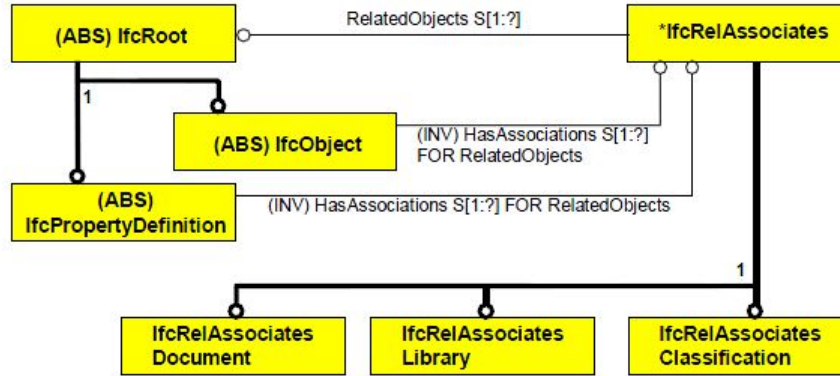 RelatedObjects S[1:?]
(ABS) IfcRoot
*IfcRelAssociates
1
(ABS) IfcObject
(INV) HasAssociations S[1:?]
FOR RelatedObjects
(ABS)
IfcPropertyDefinition
(INV) HasAssociations S[1:?] FOR RelatedObjects
1
IfcRelAssociates
Document
IfcRelAssociates
Library
IfcRelAssociates
Classification